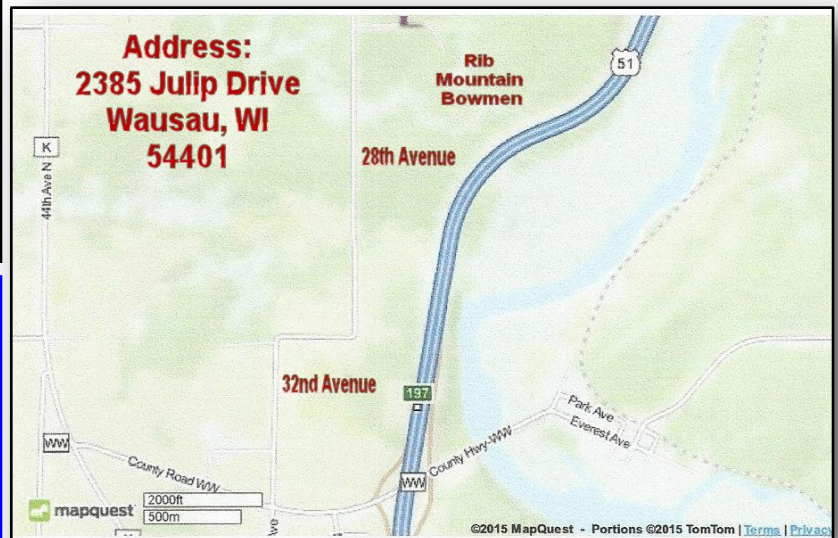 Address:
2385 Julip Drive
Wausau, WI
54401
Rib
Mountain
Bowmen
51
K
44th Ave N
28th Avenue
32nd Avenue
197
Park Ave
Everest Ave
WW
County Road WW
County Hwy-WW
WW
mapquest
2000ft
500m
Ave
K
©2015 MapQuest - Portions ©2015 TomTom | Terms | Privacy